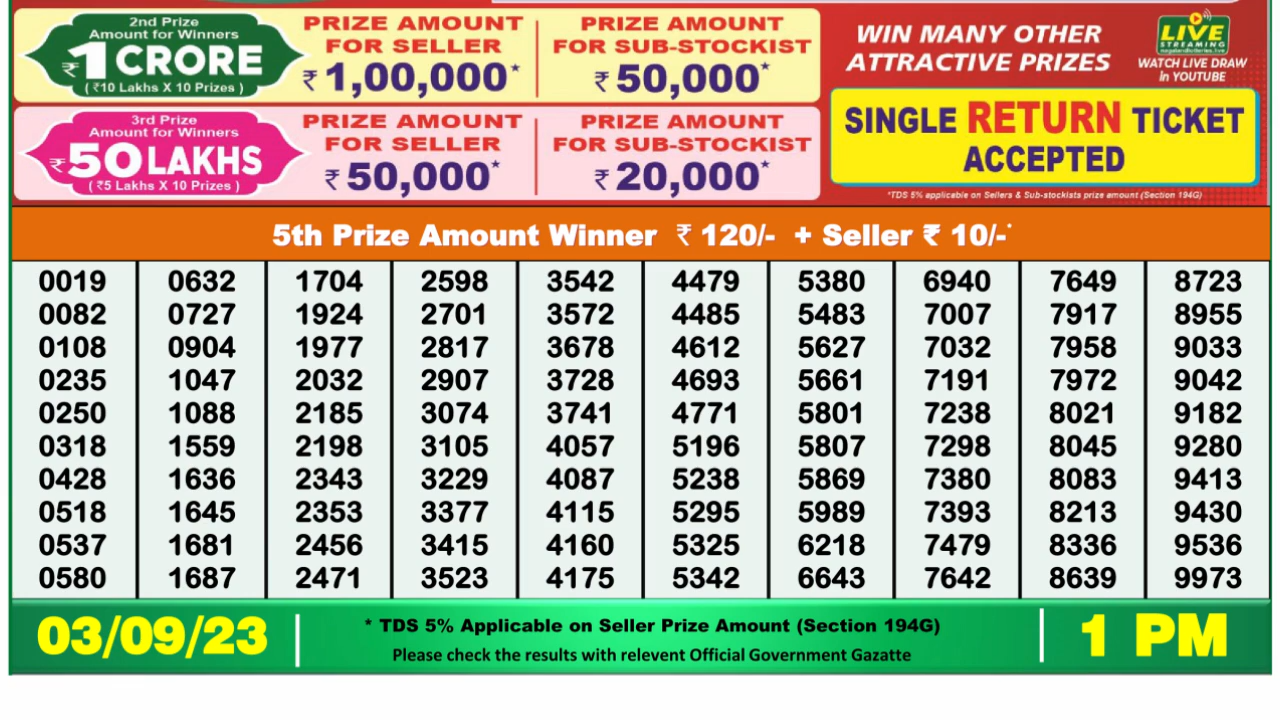 2nd Prize
Amount for Winners
₹1 CRORE
( ₹10 Lakhs X 10 Prizes )
PRIZE AMOUNT
FOR SELLER
₹ 1,00,000*
PRIZE AMOUNT
FOR SUB-STOCKIST
₹ 50,000*
WIN MANY OTHER
ATTRACTIVE PRIZES
LIVE
STREAMING
WATCH LIVE DRAW
in YOUTUBE
3rd Prize
Amount for Winners
₹50 LAKHS
( ₹5 Lakhs X 10 Prizes )
PRIZE AMOUNT
FOR SELLER
₹ 50,000*
PRIZE AMOUNT
FOR SUB-STOCKIST
₹ 20,000*
SINGLE RETURN TICKET
ACCEPTED
*TDS 5% applicable on Sellers & Sub-stockists prize amount (Section 194G)
5th Prize Amount Winner ₹ 120/- + Seller ₹ 10/-*
0019 0632 1704 2598 3542 4479 5380 6940 7649 8723
0082 0727 1924 2701 3572 4485 5483 7007 7917 8955
0108 0904 1977 2817 3678 4612 5627 7032 7958 9033
0235 1047 2032 2907 3728 4693 5661 7191 7972 9042
0250 1088 2185 3074 3741 4771 5801 7238 8021 9182
0318 1559 2198 3105 4057 5196 5807 7298 8045 9280
0428 1636 2343 3229 4087 5238 5869 7380 8083 9413
0518 1645 2353 3377 4115 5295 5989 7393 8213 9430
0537 1681 2456 3415 4160 5325 6218 7479 8336 9536
0580 1687 2471 3523 4175 5342 6643 7642 8639 9973
03/09/23
* TDS 5% Applicable on Seller Prize Amount (Section 194G)
Please check the results with relevent Official Government Gazatte
1 PM